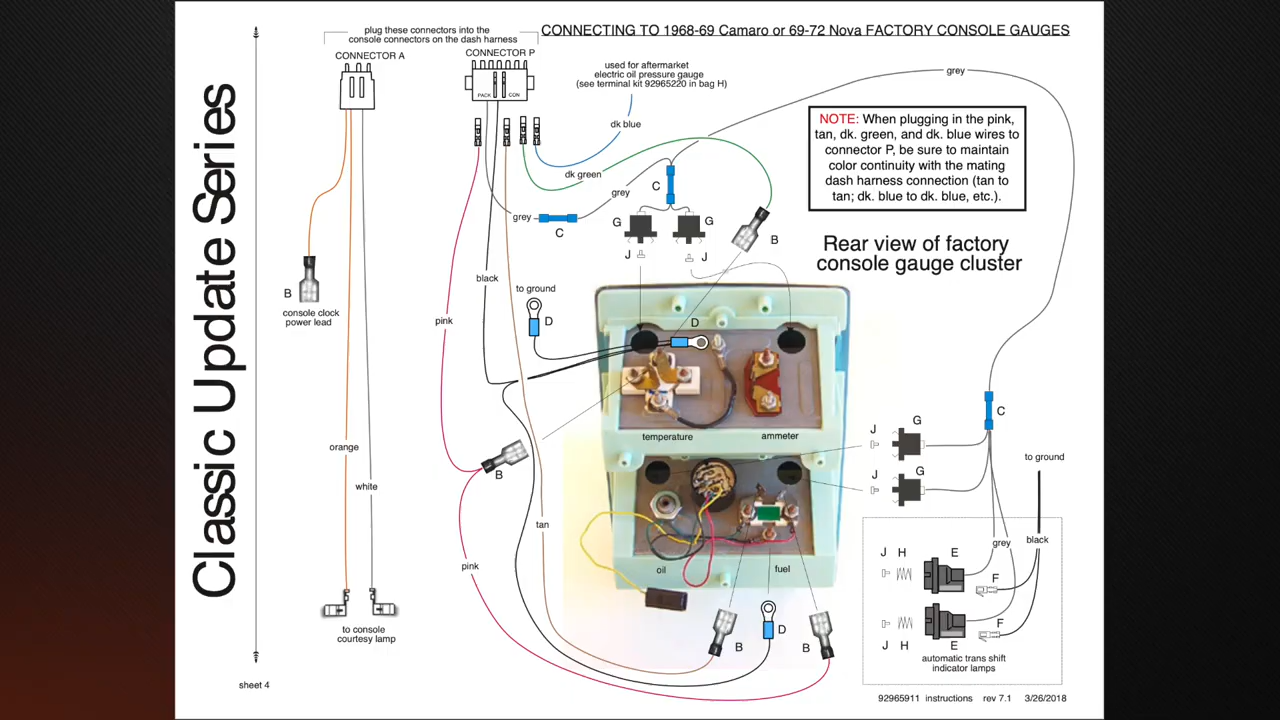 Classic Update Series
sheet 4
plug these connectors into the
console connectors on the dash harness
CONNECTING TO 1968-69 Camaro or 69-72 Nova FACTORY CONSOLE GAUGES
CONNECTOR A
CONNECTOR P
PACK
CON
used for aftermarket
electric oil pressure gauge
(see terminal kit 92965220 in bag H)
dk blue
dk green
grey
grey
grey
C
C
G
G
J
J
B
NOTE: When plugging in the pink,
tan, dk. green, and dk. blue wires to
connector P, be sure to maintain
color continuity with the mating
dash harness connection (tan to
tan; dk. blue to dk. blue, etc.).
Rear view of factory
console gauge cluster
B
console clock
power lead
black
to ground
D
D
pink
temperature
ammeter
C
J
G
J
G
to ground
orange
white
B
tan
pink
oil
fuel
grey
black
J
H
E
F
F
J
H
E
automatic trans shift
indicator lamps
B
D
B
to console
courtesy lamp
92965911 instructions rev 7.1 3/26/2018